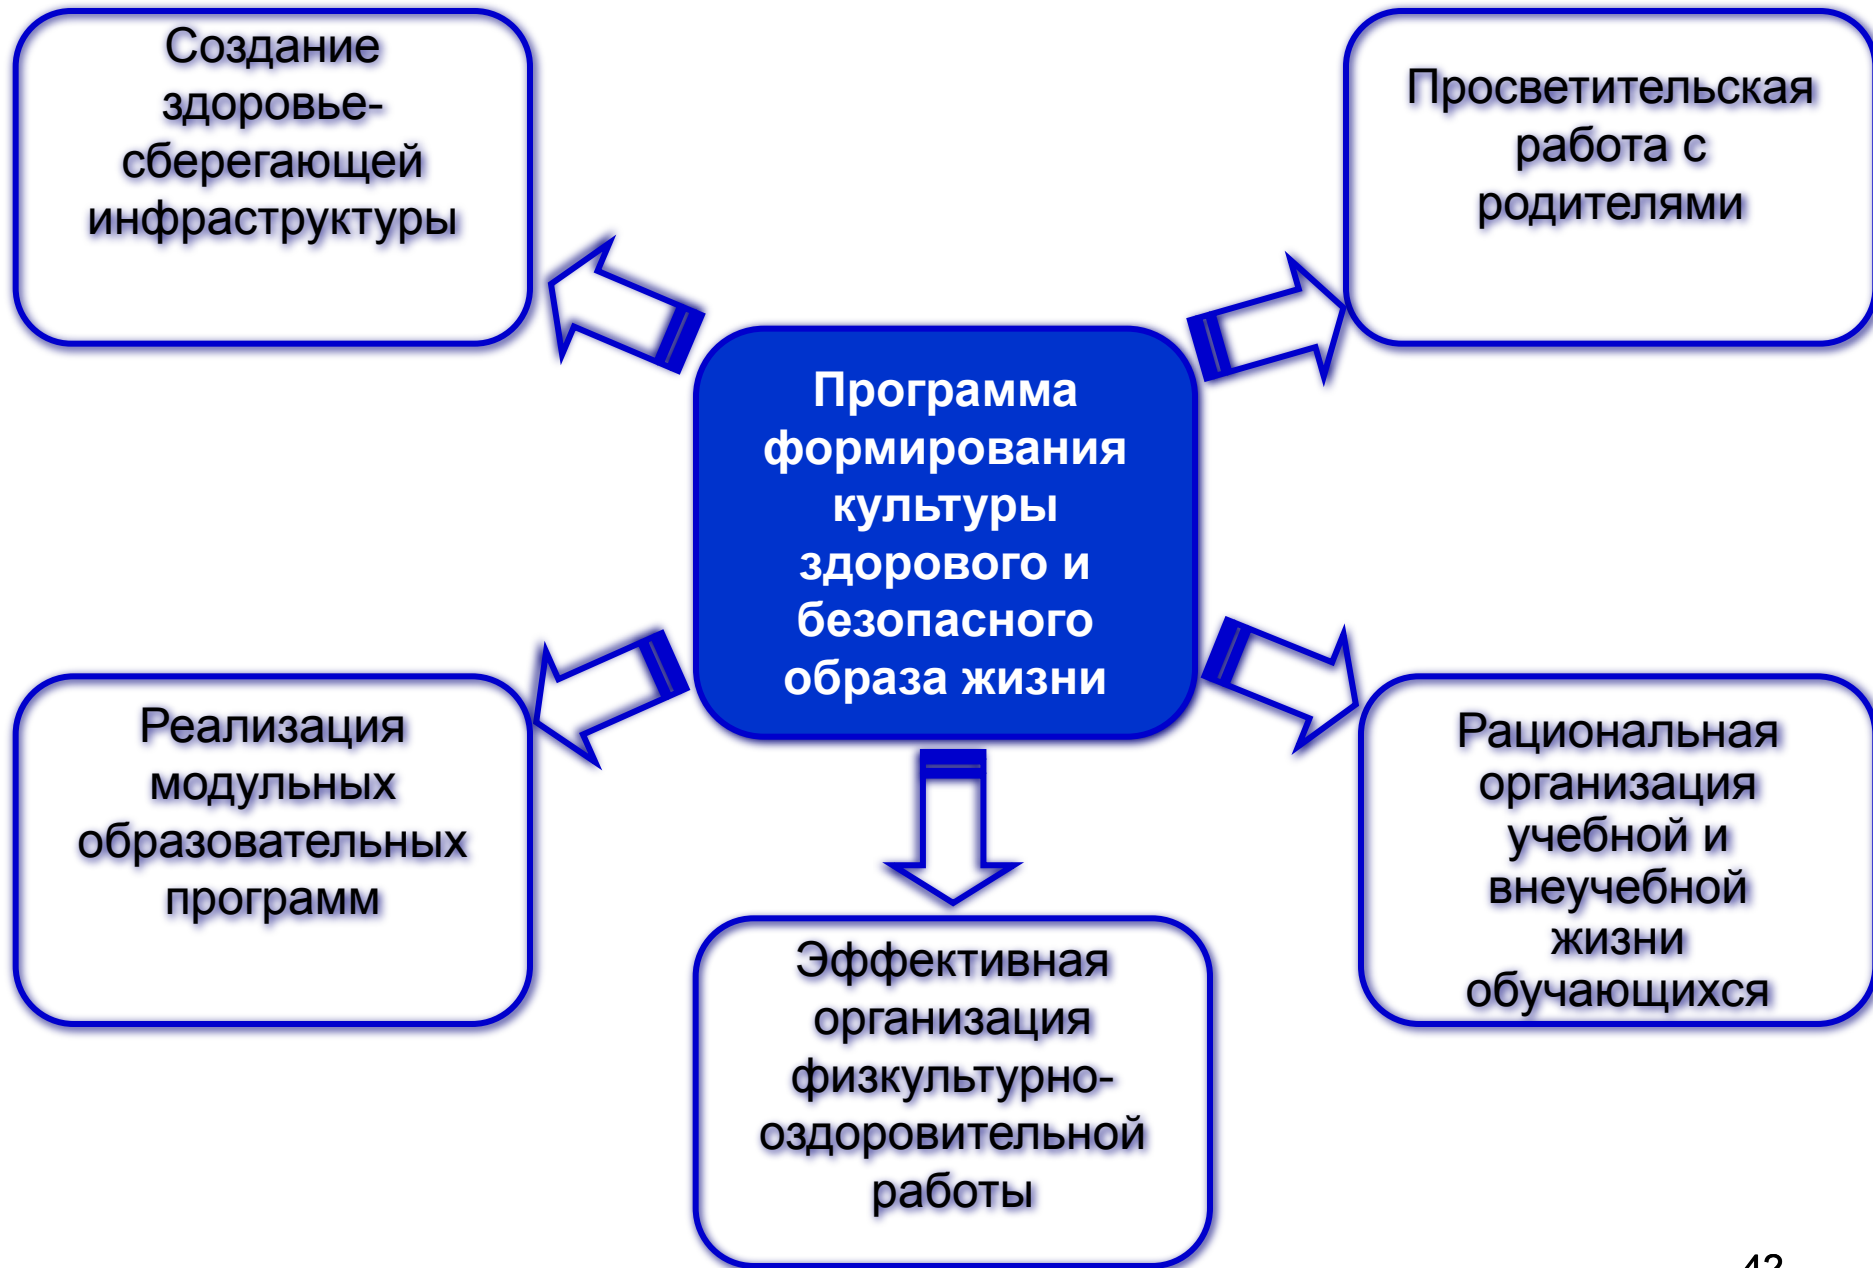 Создание
здоровье-
сберегающей
инфраструктуры
Просветительская
работа с
родителями
Программа
формирования
культуры
здорового и
безопасного
образа жизни
Реализация
модульных
образовательных
программ
Эффективная
организация
физкультурно-
оздоровительной
работы
Рациональная
организация
учебной и
внеучебной
жизни
обучающихся
42